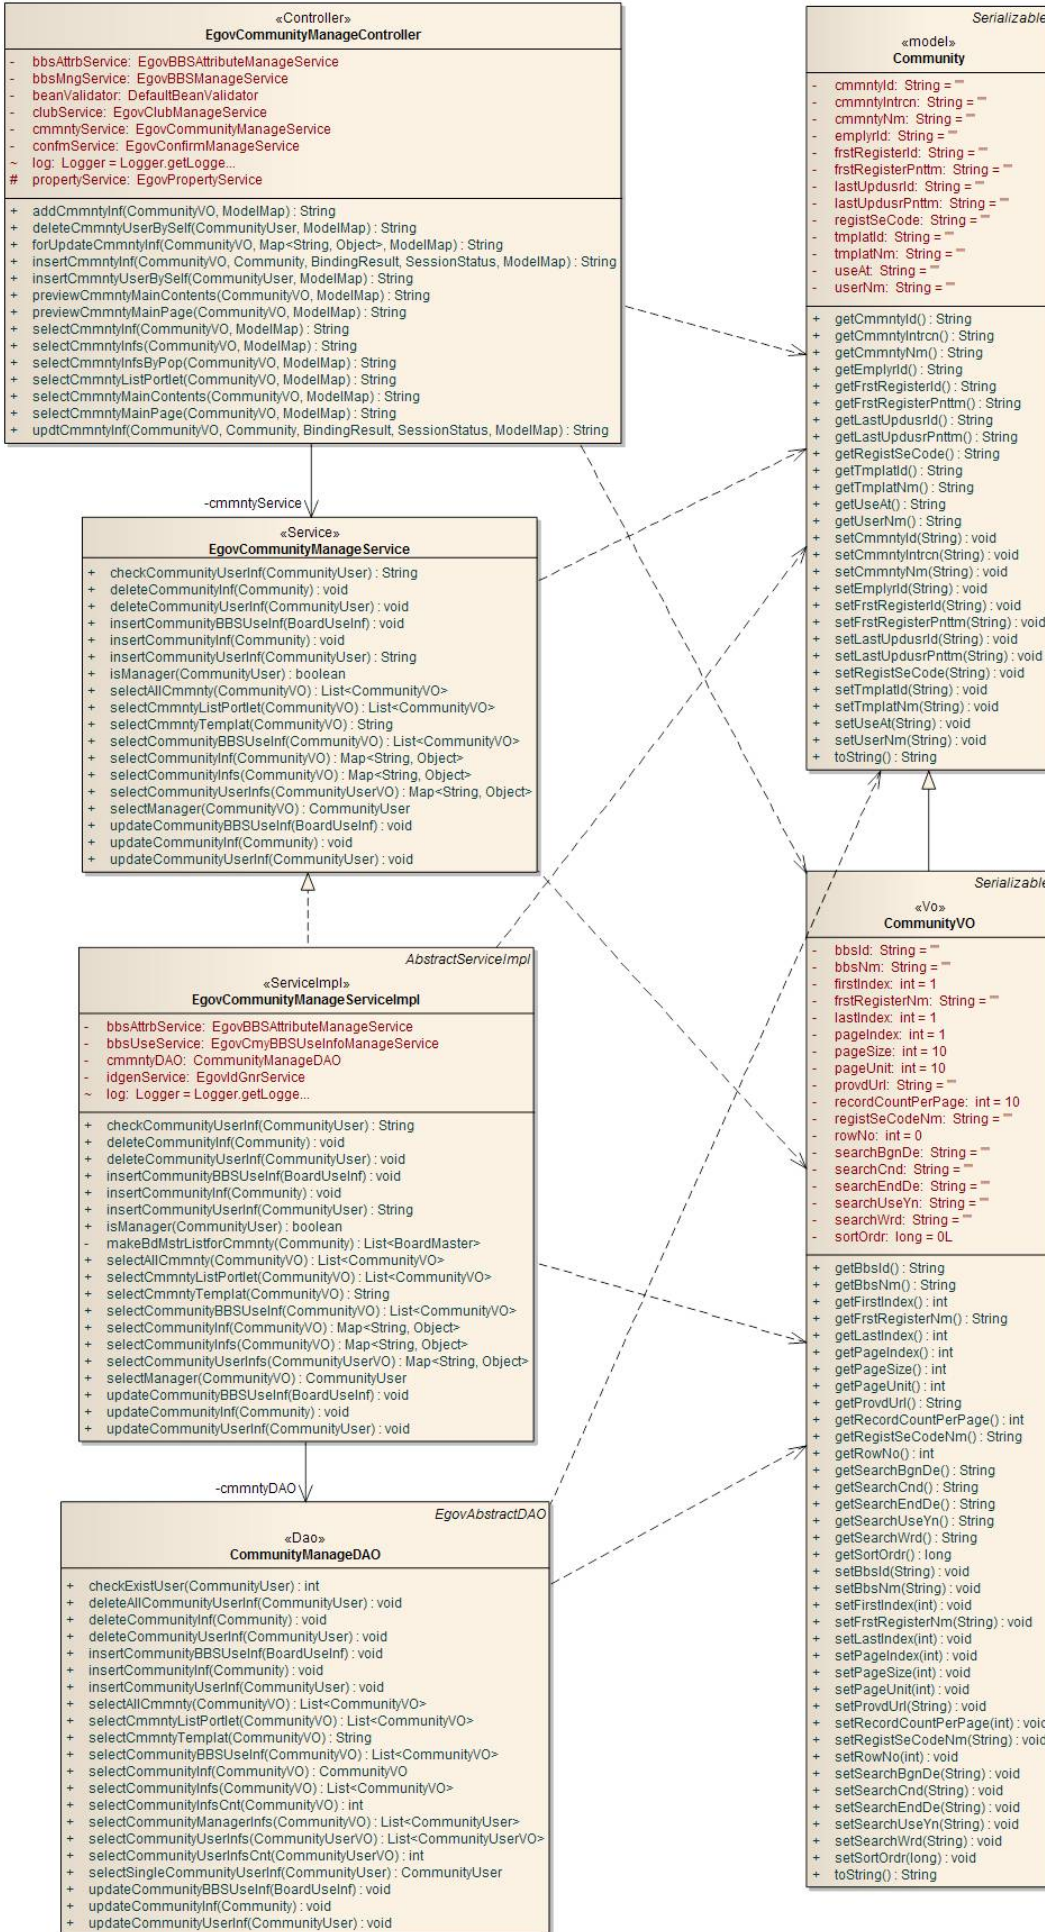 «Controller»
EgovCommunityManageController
- bbsAttrbService: EgovBBSAttributeManageService
- bbsMngService: EgovBBSManageService
- beanValidator: DefaultBeanValidator
- clubService: EgovClubManageService
- cmmntyService: EgovCommunityManageService
- confmService: EgovConfirmManageService
~ log: Logger = Logger.getLogge...
# propertyService: EgovPropertyService
+ addCmmntyInf(CommunityVO, ModelMap) : String
+ deleteCmmntyUserBySelf(CommunityUser, ModelMap) : String
+ forUpdateCmmntyInf(CommunityVO, Map<String, Object>, ModelMap) : String
+ insertCmmntyInf(CommunityVO, Community, BindingResult, SessionStatus, ModelMap) : String
+ insertCmmntyUserBySelf(CommunityUser, ModelMap) : String
+ previewCmmntyMainContents(CommunityVO, ModelMap) : String
+ previewCmmntyMainPage(CommunityVO, ModelMap) : String
+ selectCmmntyInf(CommunityVO, ModelMap) : String
+ selectCmmntyInfs(CommunityVO, ModelMap) : String
+ selectCmmntyInfsByPop(CommunityVO, ModelMap) : String
+ selectCmmntyListPortlet(CommunityVO, ModelMap) : String
+ selectCmmntyMainContents(CommunityVO, ModelMap) : String
+ selectCmmntyMainPage(CommunityVO, ModelMap) : String
+ updtCmmntyInf(CommunityVO, Community, BindingResult, SessionStatus, ModelMap) : String
-cmmntyService
«Service»
EgovCommunityManageService
+ checkCommunityUserInf(CommunityUser) : String
+ deleteCommunityInf(Community) : void
+ deleteCommunityUserInf(CommunityUser) : void
+ insertCommunityBBSUseInf(BoardUseInf) : void
+ insertCommunityInf(Community) : void
+ insertCommunityUserInf(CommunityUser) : String
+ isManager(CommunityUser) : boolean
+ selectAllCmmnty(CommunityVO) : List<CommunityVO>
+ selectCmmntyListPortlet(CommunityVO) : List<CommunityVO>
+ selectCmmntyTemplat(CommunityVO) : String
+ selectCommunityBBSUseInf(CommunityVO) : List<CommunityVO>
+ selectCommunityInf(CommunityVO) : Map<String, Object>
+ selectCommunityInfs(CommunityVO) : Map<String, Object>
+ selectCommunityUserInfs(CommunityUserVO) : Map<String, Object>
+ selectManager(CommunityVO) : CommunityUser
+ updateCommunityBBSUseInf(BoardUseInf) : void
+ updateCommunityInf(Community) : void
+ updateCommunityUserInf(CommunityUser) : void
AbstractServiceImpl
«ServiceImpl»
EgovCommunityManageServiceImpl
- bbsAttrbService: EgovBBSAttributeManageService
- bbsUseService: EgovCmyBBSUseInfoManageService
- cmmntyDAO: CommunityManageDAO
- idgenService: EgovIdGnrService
~ log: Logger = Logger.getLogge...
+ checkCommunityUserInf(CommunityUser) : String
+ deleteCommunityInf(Community) : void
+ deleteCommunityUserInf(CommunityUser) : void
+ insertCommunityBBSUseInf(BoardUseInf) : void
+ insertCommunityInf(Community) : void
+ insertCommunityUserInf(CommunityUser) : String
+ isManager(CommunityUser) : boolean
- makeBdMstrListforCmmnty(Community) : List<BoardMaster>
+ selectAllCmmnty(CommunityVO) : List<CommunityVO>
+ selectCmmntyListPortlet(CommunityVO) : List<CommunityVO>
+ selectCmmntyTemplat(CommunityVO) : String
+ selectCommunityBBSUseInf(CommunityVO) : List<CommunityVO>
+ selectCommunityInf(CommunityVO) : Map<String, Object>
+ selectCommunityInfs(CommunityVO) : Map<String, Object>
+ selectCommunityUserInfs(CommunityUserVO) : Map<String, Object>
+ selectManager(CommunityVO) : CommunityUser
+ updateCommunityBBSUseInf(BoardUseInf) : void
+ updateCommunityInf(Community) : void
+ updateCommunityUserInf(CommunityUser) : void
-cmmntyDAO
EgovAbstractDAO
«Dao»
CommunityManageDAO
+ checkExistUser(CommunityUser) : int
+ deleteAllCommunityUserInf(CommunityUser) : void
+ deleteCommunityInf(Community) : void
+ deleteCommunityUserInf(CommunityUser) : void
+ insertCommunityBBSUseInf(BoardUseInf) : void
+ insertCommunityInf(Community) : void
+ insertCommunityUserInf(CommunityUser) : void
+ selectAllCmmnty(CommunityVO) : List<CommunityVO>
+ selectCmmntyListPortlet(CommunityVO) : List<CommunityVO>
+ selectCmmntyTemplat(CommunityVO) : String
+ selectCommunityBBSUseInf(CommunityVO) : List<CommunityVO>
+ selectCommunityInf(CommunityVO) : CommunityVO
+ selectCommunityInfs(CommunityVO) : List<CommunityVO>
+ selectCommunityInfsCnt(CommunityVO) : int
+ selectCommunityManagerInfs(CommunityVO) : List<CommunityUser>
+ selectCommunityUserInfs(CommunityUserVO) : List<CommunityUserVO>
+ selectCommunityUserInfsCnt(CommunityUserVO) : int
+ selectSingleCommunityUserInf(CommunityUser) : CommunityUser
+ updateCommunityBBSUseInf(BoardUseInf) : void
+ updateCommunityInf(Community) : void
+ updateCommunityUserInf(CommunityUser) : void
Serializable
«model»
Community
- cmmntyId: String = ""
- cmmntyIntrcn: String = ""
- cmmntyNm: String = ""
- emplyrId: String = ""
- frstRegisterId: String = ""
- frstRegisterPnttm: String = ""
- lastUpdusrId: String = ""
- lastUpdusrPnttm: String = ""
- registSeCode: String = ""
- tmplatId: String = ""
- tmplatNm: String = ""
- useAt: String = ""
- userNm: String = ""
+ getCmmntyId() : String
+ getCmmntyIntrcn() : String
+ getCmmntyNm() : String
+ getEmplyrId() : String
+ getFrstRegisterId() : String
+ getFrstRegisterPnttm() : String
+ getLastUpdusrId() : String
+ getLastUpdusrPnttm() : String
+ getRegistSeCode() : String
+ getTmplatId() : String
+ getTmplatNm() : String
+ getUseAt() : String
+ getUserNm() : String
+ setCmmntyId(String) : void
+ setCmmntyIntrcn(String) : void
+ setCmmntyNm(String) : void
+ setEmplyrId(String) : void
+ setFrstRegisterId(String) : void
+ setFrstRegisterPnttm(String) : void
+ setLastUpdusrId(String) : void
+ setLastUpdusrPnttm(String) : void
+ setRegistSeCode(String) : void
+ setTmplatId(String) : void
+ setTmplatNm(String) : void
+ setUseAt(String) : void
+ setUserNm(String) : void
+ toString() : String
Serializable
«Vo»
CommunityVO
- bbsId: String = ""
- bbsNm: String = ""
- firstIndex: int = 1
- frstRegisterNm: String = ""
- lastIndex: int = 1
- pageIndex: int = 1
- pageSize: int = 10
- pageUnit: int = 10
- provdUrl: String = ""
- recordCountPerPage: int = 10
- registSeCodeNm: String = ""
- rowNo: int = 0
- searchBgnDe: String = ""
- searchCnd: String = ""
- searchEndDe: String = ""
- searchUseYn: String = ""
- searchWrd: String = ""
- sortOrdr: long = 0L
+ getBbsId() : String
+ getBbsNm() : String
+ getFirstIndex() : int
+ getFrstRegisterNm() : String
+ getLastIndex() : int
+ getPageIndex() : int
+ getPageSize() : int
+ getPageUnit() : int
+ getProvdUrl() : String
+ getRecordCountPerPage() : int
+ getRegistSeCodeNm() : String
+ getRowNo() : int
+ getSearchBgnDe() : String
+ getSearchCnd() : String
+ getSearchEndDe() : String
+ getSearchUseYn() : String
+ getSearchWrd() : String
+ getSortOrdr() : long
+ setBbsId(String) : void
+ setBbsNm(String) : void
+ setFirstIndex(int) : void
+ setFrstRegisterNm(String) : void
+ setLastIndex(int) : void
+ setPageIndex(int) : void
+ setPageSize(int) : void
+ setPageUnit(int) : void
+ setProvdUrl(String) : void
+ setRecordCountPerPage(int) : void
+ setRegistSeCodeNm(String) : void
+ setRowNo(int) : void
+ setSearchBgnDe(String) : void
+ setSearchCnd(String) : void
+ setSearchEndDe(String) : void
+ setSearchUseYn(String) : void
+ setSearchWrd(String) : void
+ setSortOrdr(long) : void
+ toString() : String